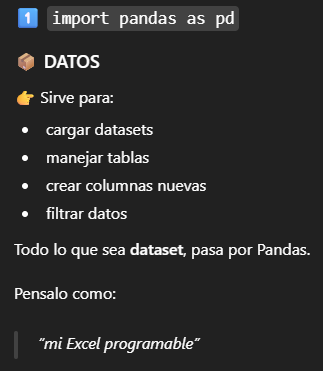 1️⃣ import pandas as pd
📦 DATOS
👉 Sirve para:
• cargar datasets
• manejar tablas
• crear columnas nuevas
• filtrar datos
Todo lo que sea dataset, pasa por Pandas.
Pensalo como:
“mi Excel programable”